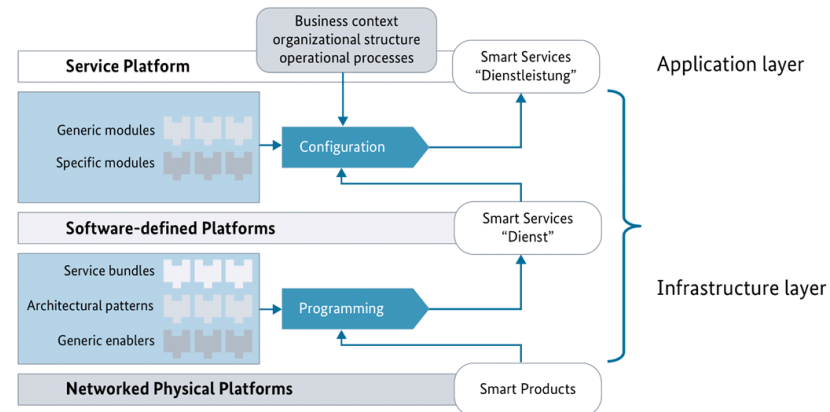 Business context
organizational structure
operational processes
Service Platform
Smart Services
“Dienstleistung”
Application layer
Generic modules
Specific modules
Configuration
Software-defined Platforms
Smart Services
“Dienst”
Service bundles
Architectural patterns
Generic enablers
Programming
Infrastructure layer
Networked Physical Platforms
Smart Products